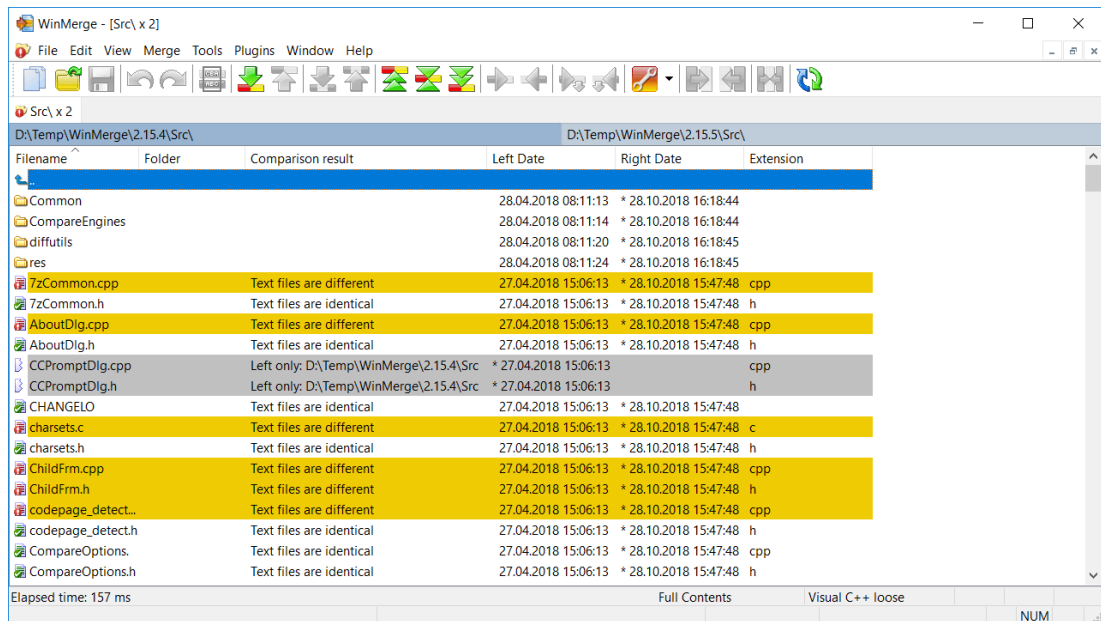 WinMerge - [Src\ x 2]
File Edit View Merge Tools Plugins Window Help
Src\ x 2
D:\Temp\WinMerge\2.15.4\Src\ D:\Temp\WinMerge\2.15.5\Src\
Filename Folder Comparison result Left Date Right Date Extension
..
Common 28.04.2018 08:11:13 * 28.10.2018 16:18:44
CompareEngines 28.04.2018 08:11:14 * 28.10.2018 16:18:44
diffutils 28.04.2018 08:11:20 * 28.10.2018 16:18:45
res 28.04.2018 08:11:24 * 28.10.2018 16:18:45
7zCommon.cpp Text files are different 27.04.2018 15:06:13 * 28.10.2018 15:47:48 cpp
7zCommon.h Text files are identical 27.04.2018 15:06:13 * 28.10.2018 15:47:48 h
AboutDlg.cpp Text files are different 27.04.2018 15:06:13 * 28.10.2018 15:47:48 cpp
AboutDlg.h Text files are identical 27.04.2018 15:06:13 * 28.10.2018 15:47:48 h
CCPromptDlg.cpp Left only: D:\Temp\WinMerge\2.15.4\Src * 27.04.2018 15:06:13 cpp
CCPromptDlg.h Left only: D:\Temp\WinMerge\2.15.4\Src * 27.04.2018 15:06:13 h
CHANGELO Text files are identical 27.04.2018 15:06:13 * 28.10.2018 15:47:48
charsets.c Text files are different 27.04.2018 15:06:13 * 28.10.2018 15:47:48 c
charsets.h Text files are identical 27.04.2018 15:06:13 * 28.10.2018 15:47:48 h
ChildFrm.cpp Text files are different 27.04.2018 15:06:13 * 28.10.2018 15:47:48 cpp
ChildFrm.h Text files are different 27.04.2018 15:06:13 * 28.10.2018 15:47:48 h
codepage_detect... Text files are different 27.04.2018 15:06:13 * 28.10.2018 15:47:48 cpp
codepage_detect.h Text files are identical 27.04.2018 15:06:13 * 28.10.2018 15:47:48 h
CompareOptions. Text files are identical 27.04.2018 15:06:13 * 28.10.2018 15:47:48 cpp
CompareOptions.h Text files are identical 27.04.2018 15:06:13 * 28.10.2018 15:47:48 h
Elapsed time: 157 ms Full Contents Visual C++ loose
NUM